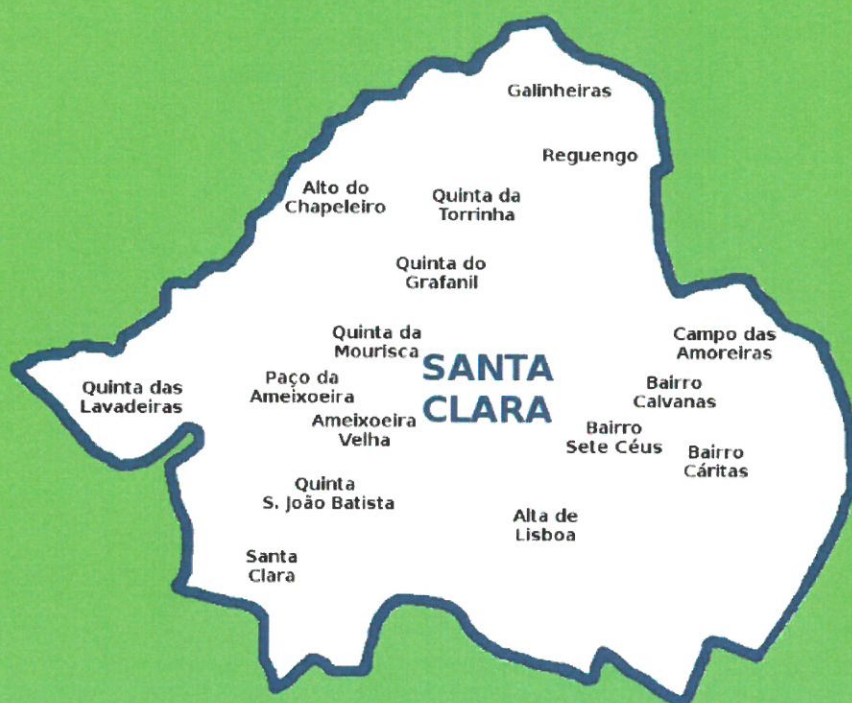 Galinheiras
Reguengo
Alto do
Chapeleiro
Quinta da
Torrinha
Quinta do
Grafanil
Quinta da
Mourisca
Campo das
Amoreiras
SANTA
CLARA
Paço da
Ameixoeira
Quinta das
Lavadeiras
Bairro
Calvanas
Ameixoeira
Velha
Bairro
Sete Céus
Bairro
Cáritas
Quinta
S. João Batista
Alta de
Lisboa
Santa
Clara